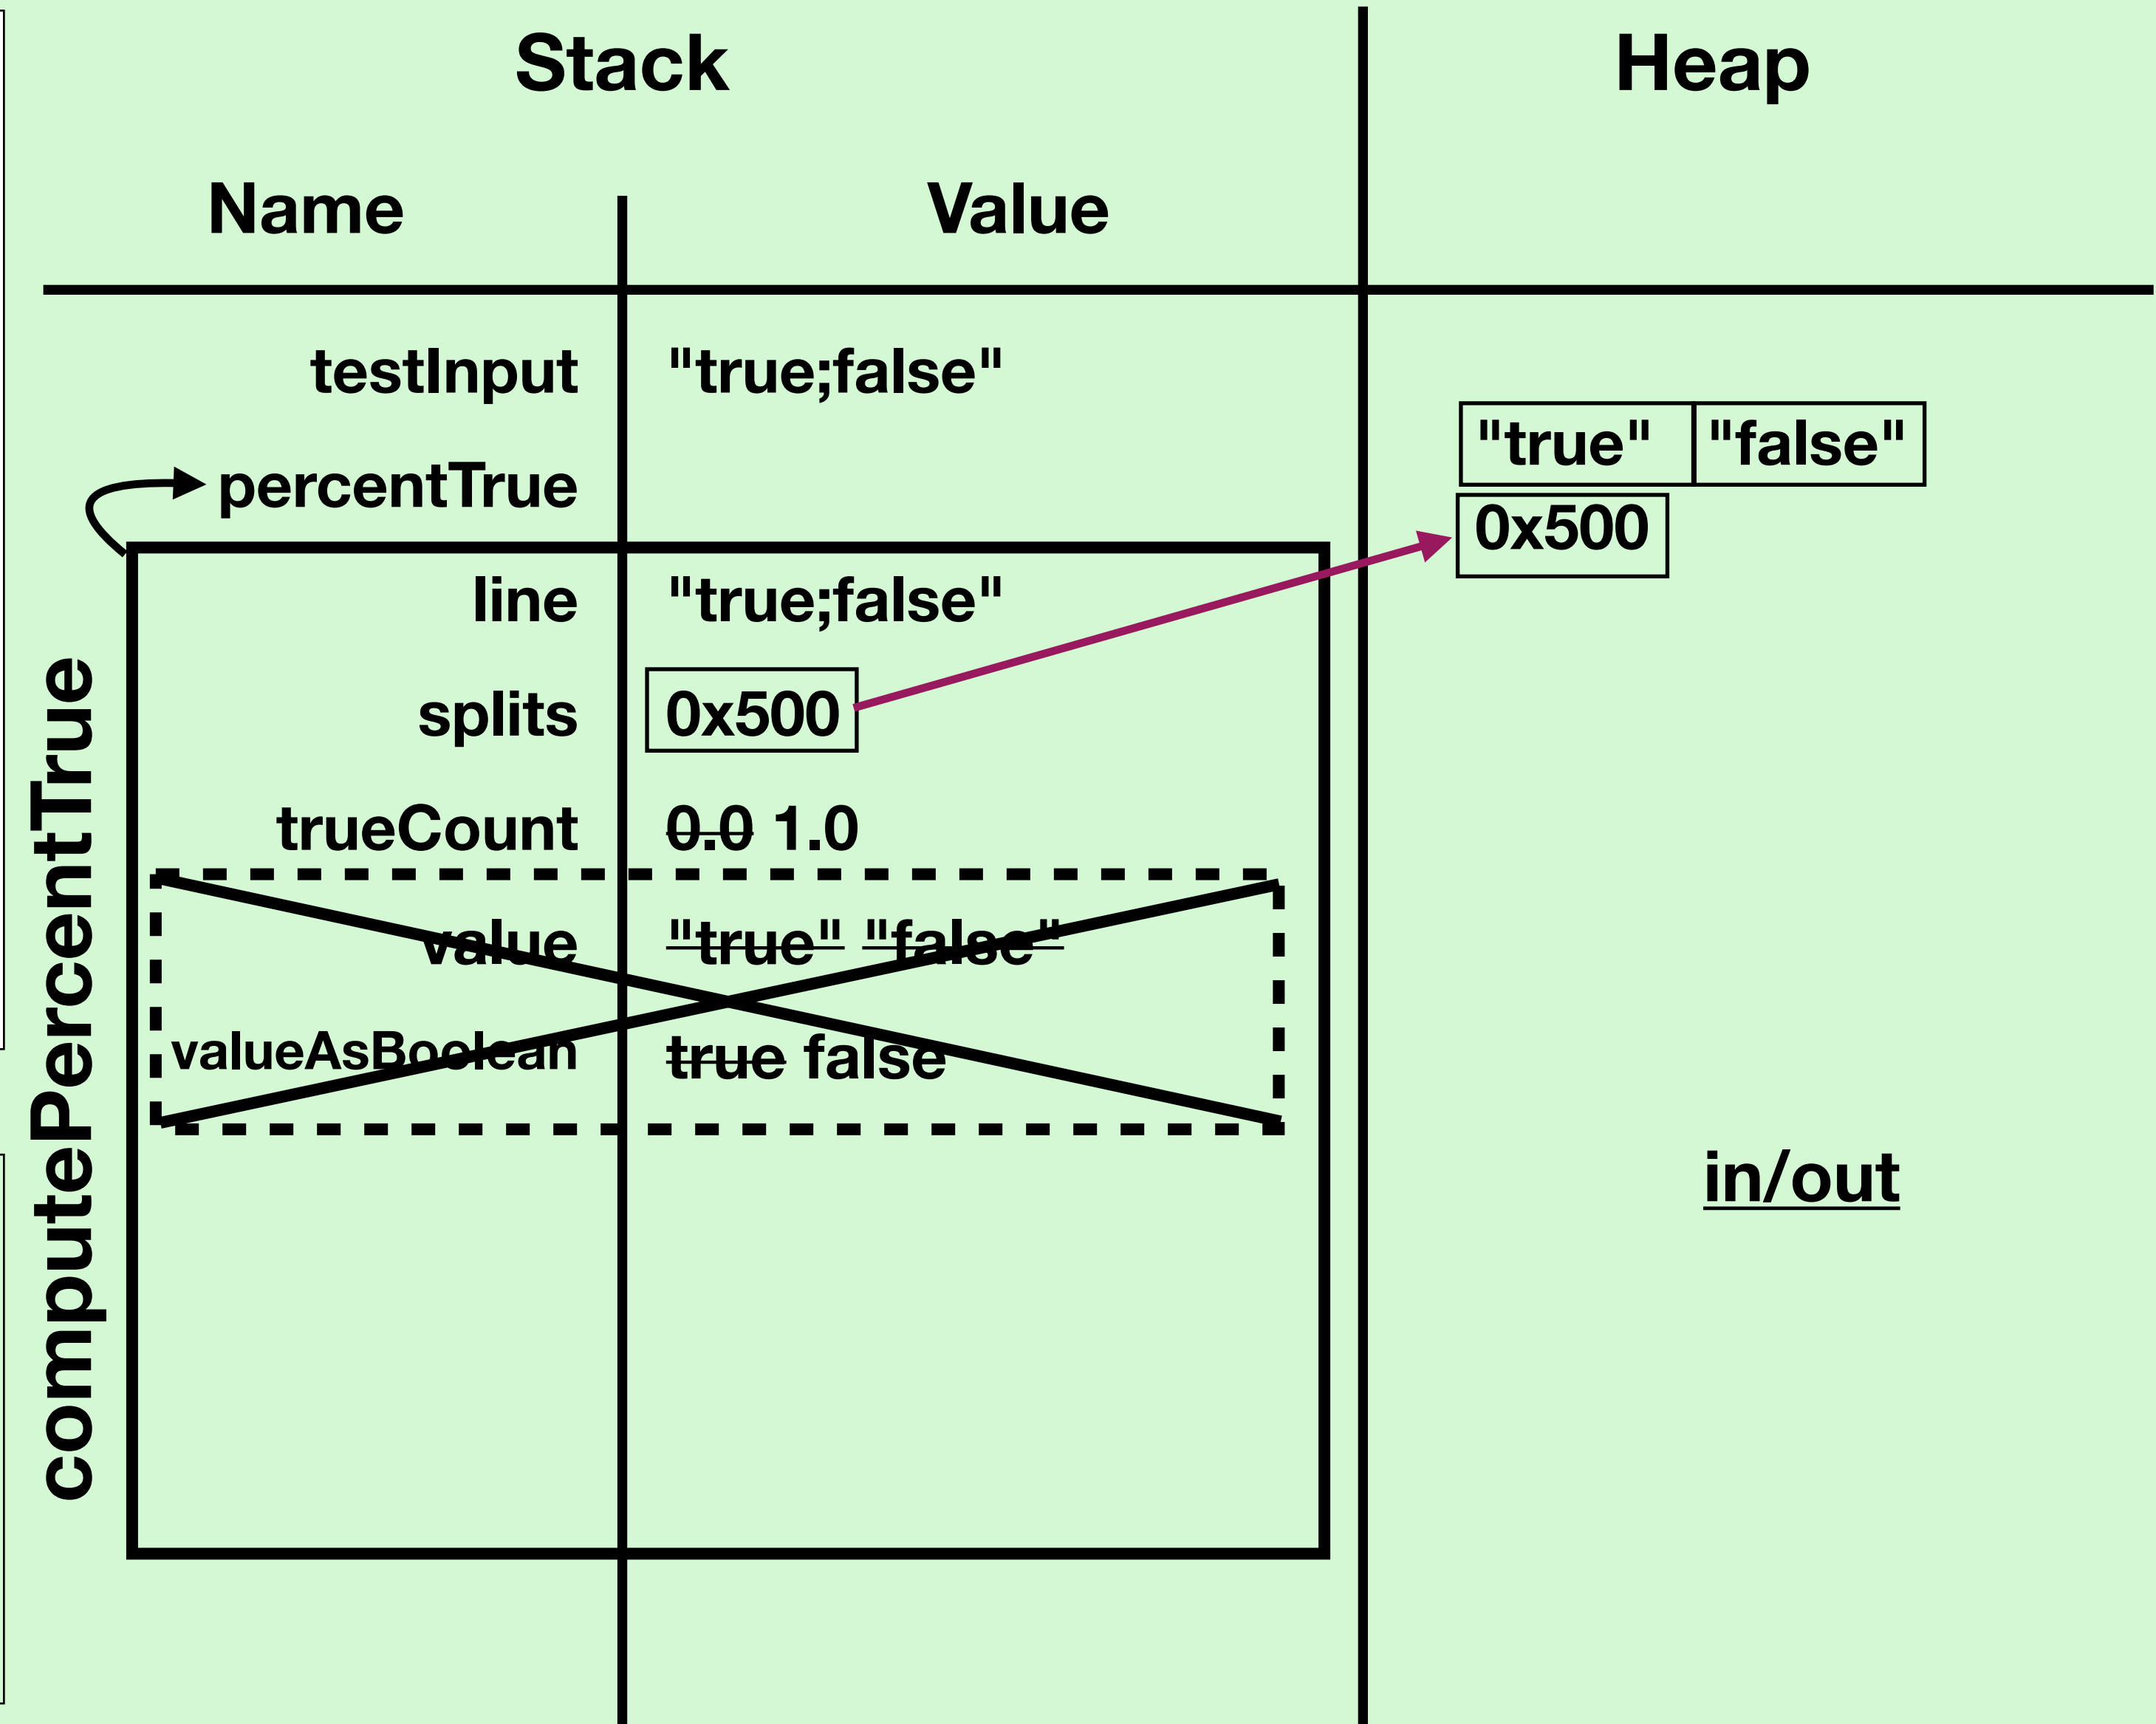 Stack
Heap
Name
Value
testInput
"true;false"
percentTrue
"true" "false"
0x500
computePercentTrue
line
"true;false"
splits
0x500
trueCount
0.0 1.0
value
"true" "false"
valueAsBoolean
true false
in/out